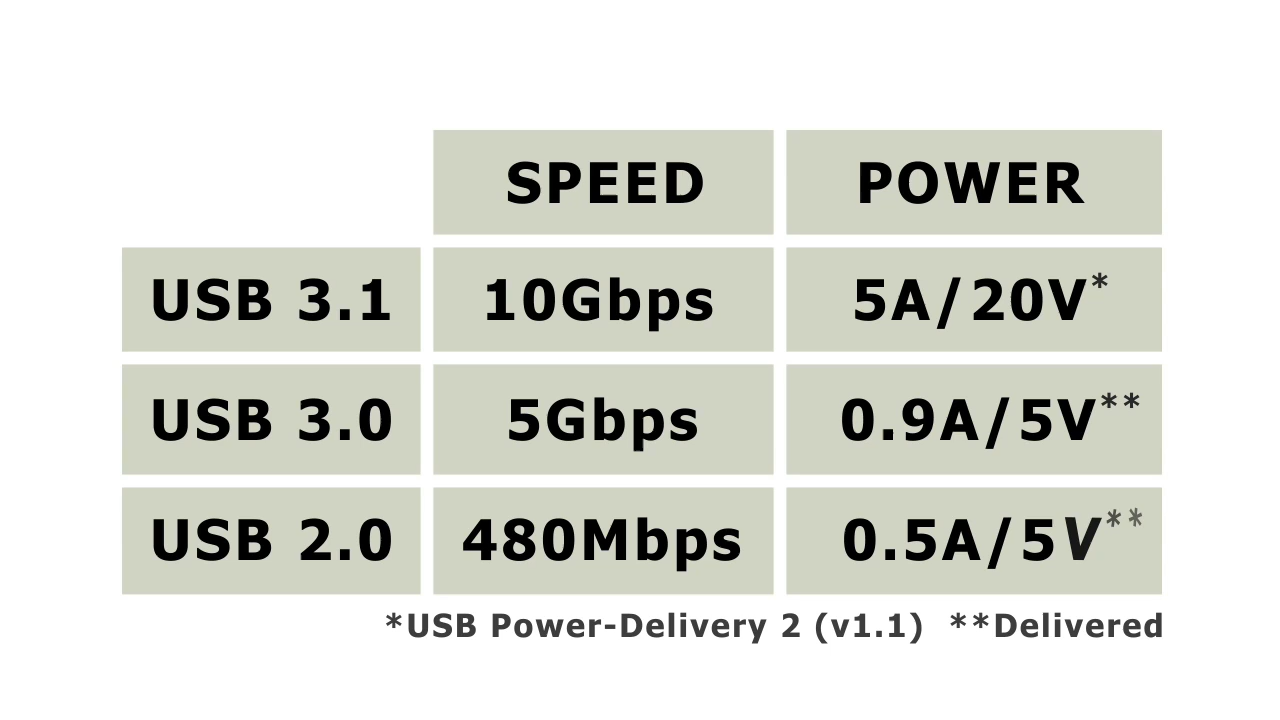 SPEED POWER
USB 3.1 10Gbps 5A/20V*
USB 3.0 5Gbps 0.9A/5V**
USB 2.0 480Mbps 0.5A/5V**
*USB Power-Delivery 2 (v1.1) **Delivered